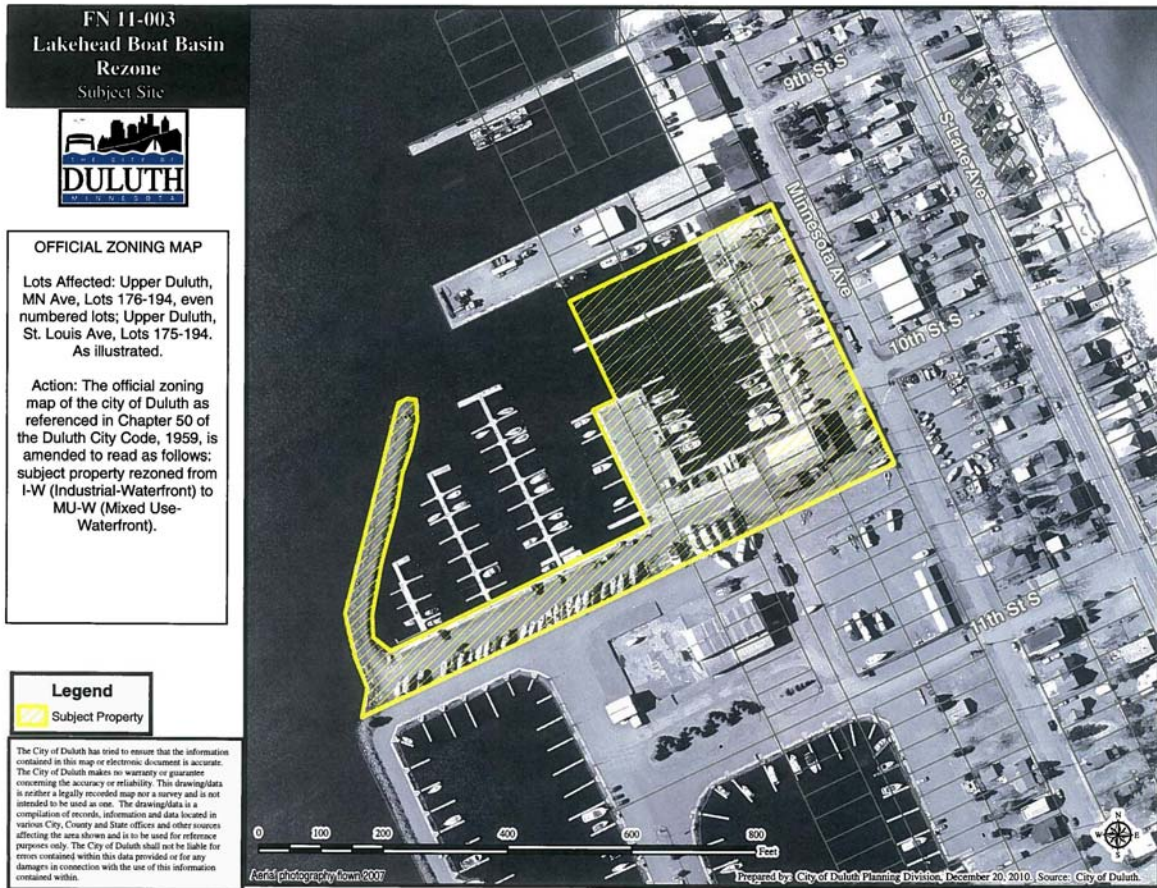 FN 11-003
Lakehead Boat Basin
Rezone
Subject Site
THE CITY OF
DULUTH
MINNESOTA
OFFICIAL ZONING MAP
Lots Affected: Upper Duluth,
MN Ave, Lots 176-194, even
numbered lots; Upper Duluth,
St. Louis Ave, Lots 175-194.
As illustrated.
Action: The official zoning
map of the city of Duluth as
referenced in Chapter 50 of
the Duluth City Code, 1959, is
amended to read as follows:
subject property rezoned from
I-W (Industrial-Waterfront) to
MU-W (Mixed Use-
Waterfront).
Legend
Subject Property
The City of Duluth has tried to ensure that the information
contained in this map or electronic document is accurate.
The City of Duluth makes no warranty or guarantee
concerning the accuracy or reliability. This drawing/data
is neither a legally recorded map nor a survey and is not
intended to be used as one. The drawing/data is a
compilation of records, information and data located in
various City, County and State offices and other sources
affecting the area shown and is to be used for reference
purposes only. The City of Duluth shall not be liable for
errors contained within this data provided or for any
damages in connection with the use of this information
contained within.
9th St S
S Lake Ave
Minnesota Ave
10th St S
11th St S
0 100 200 400 600 800
Feet
N
W E
S
Aerial photography flown 2007
Prepared by: City of Duluth Planning Division, December 20, 2010. Source: City of Duluth.